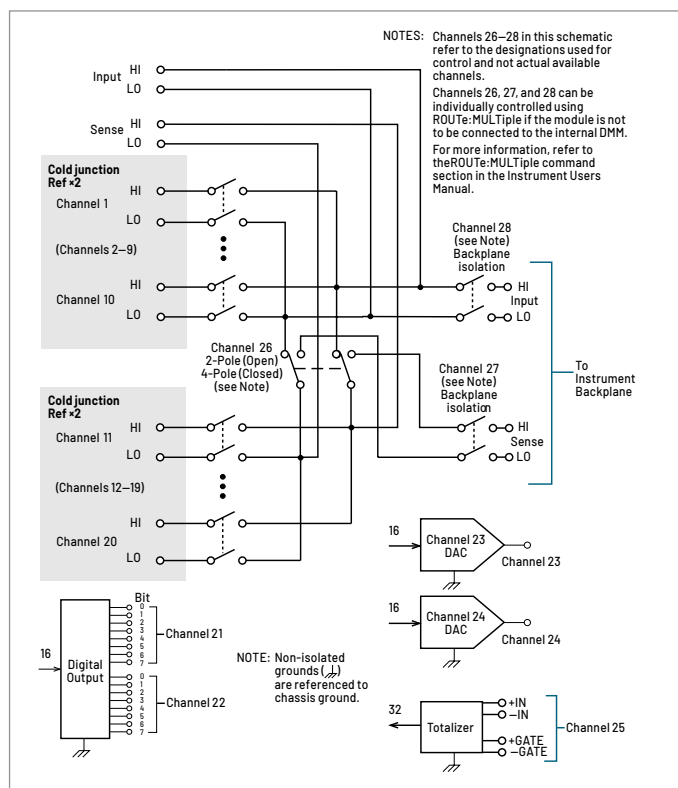 NOTES: Channels 26–28 in this schematic
refer to the designations used for
control and not actual available
channels.
Channels 26, 27, and 28 can be
individually controlled using
ROUTe:MULTiple if the module is not
to be connected to the internal DMM.
For more information, refer to
theROUTe:MULTiple command
section in the Instrument Users
Manual.
Input
HI
LO
Sense
HI
LO
Cold junction
Ref ×2
Channel 1
HI
LO
(Channels 2–9)
Channel 10
HI
LO
Channel 28
(see Note)
Backplane
isolation
HI
Input
LO
Channel 26
2-Pole (Open)
4-Pole (Closed)
(see Note)
Channel 27
(see Note)
Backplane
isolation
HI
Sense
LO
To
Instrument
Backplane
Cold junction
Ref ×2
Channel 11
HI
LO
(Channels 12–19)
Channel 20
HI
LO
16
Channel 23
DAC
Channel 23
16
Channel 24
DAC
Channel 24
16
Digital
Output
Bit
0
1
2
3
4
5
6
7
Channel 21
0
1
2
3
4
5
6
7
Channel 22
NOTE: Non-isolated
grounds ( )
are referenced to
chassis ground.
32
Totalizer
+IN
–IN
+GATE
–GATE
Channel 25